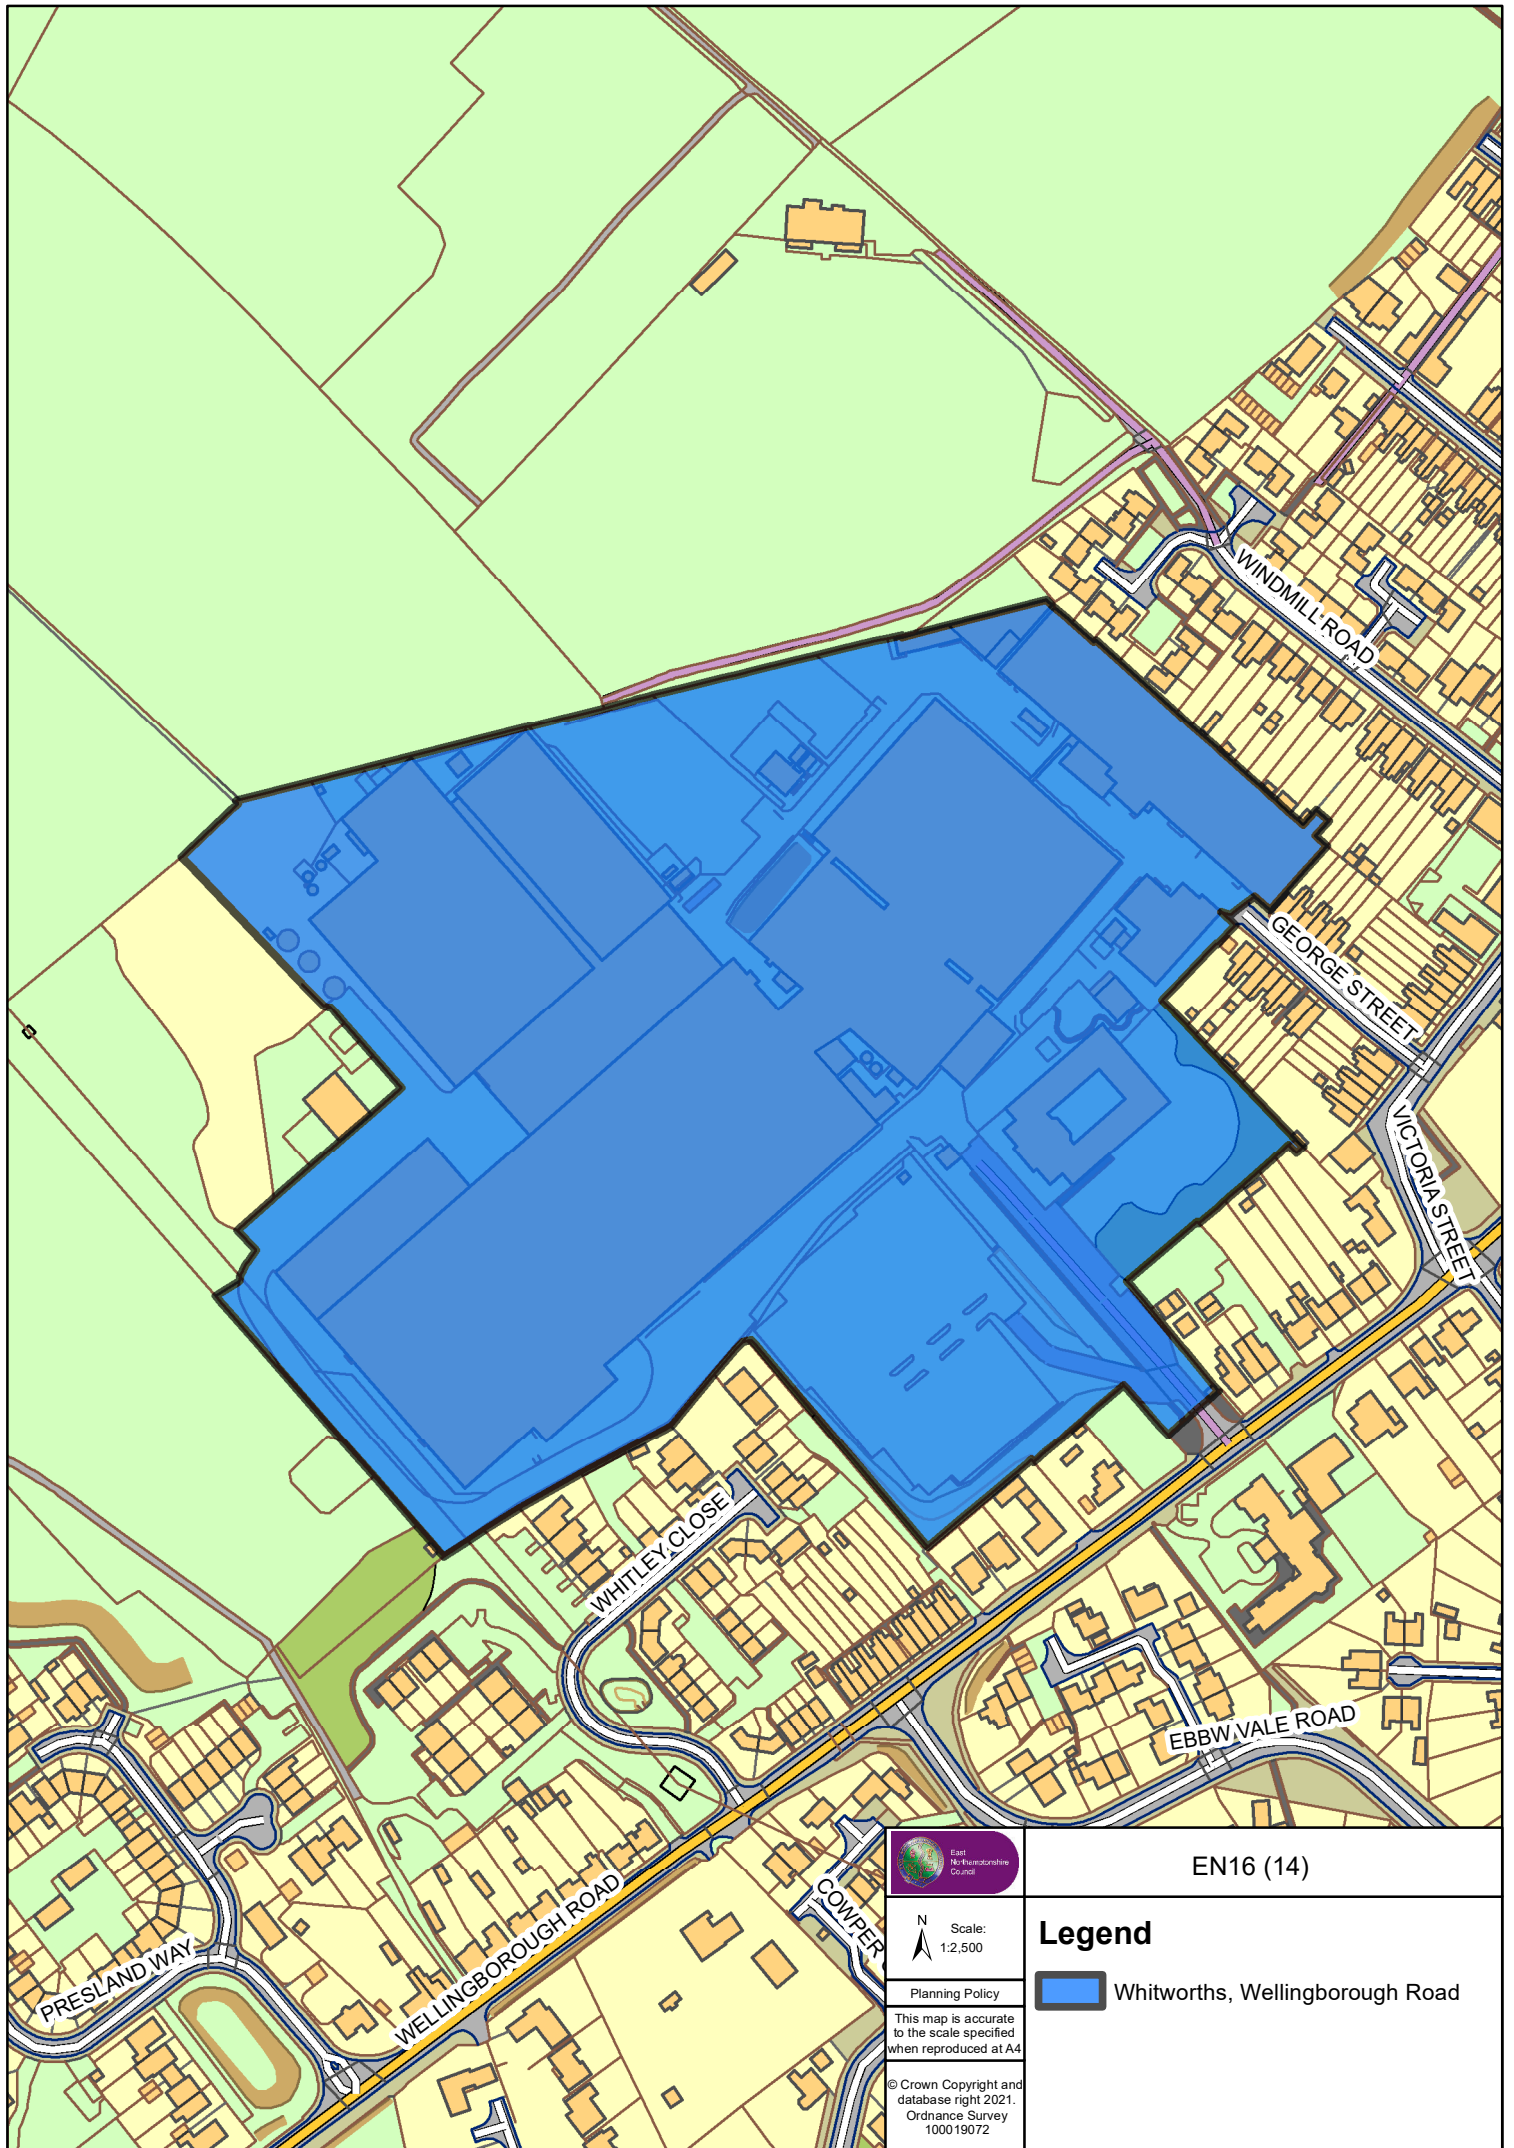 WINDMILL ROAD
GEORGE STREET
VICTORIA STREET
WHITLEY CLOSE
EBBW VALE ROAD
WELLINGBOROUGH ROAD
PRESLAND WAY
COWPER
East
Northamptonshire
Council
EN16 (14)
N
Scale:
1:2,500
Legend
Whitworths, Wellingborough Road
Planning Policy
This map is accurate
to the scale specified
when reproduced at A4
© Crown Copyright and
database right 2021.
Ordnance Survey
100019072